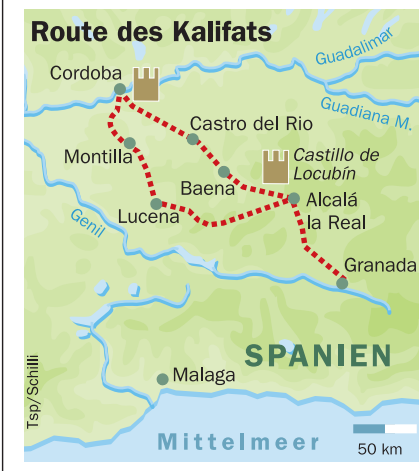 Route des Kalifats
Guadalimar
Cordoba
Guadiana M.
Castro del Rio
Montilla
Castillo de
Locubín
Baena
Alcalá
la Real
Lucena
Genil
Granada
SPANIEN
Malaga
Tsp/Schilli
Mittelmeer
50 km